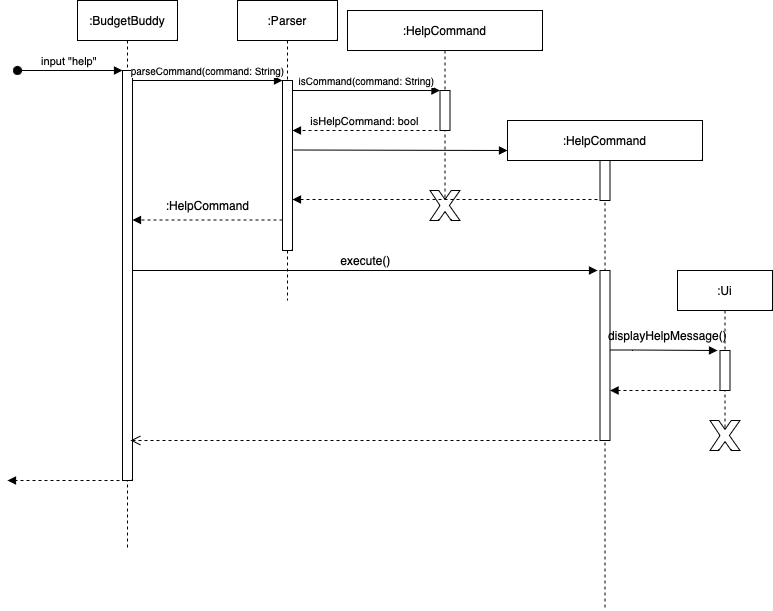 :BudgetBuddy
:Parser
:HelpCommand
input "help"
parseCommand(command: String)
isCommand(command: String)
isHelpCommand: bool
:HelpCommand
:HelpCommand
execute()
:Ui
displayHelpMessage()